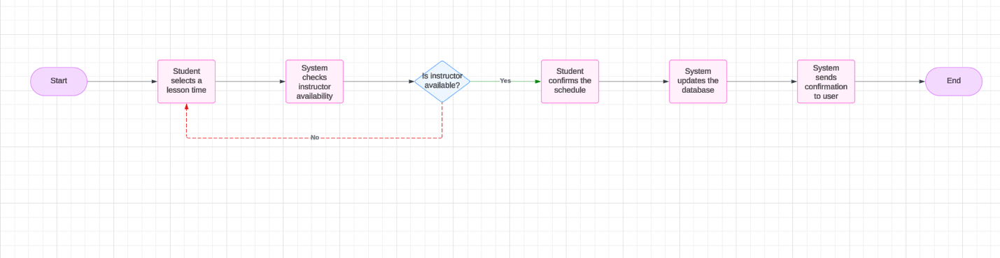 Start
Student
selects a
lesson time
System
checks
instructor
availability
Is instructor
available?
Yes
Student
confirms the
schedule
System
updates the
database
System
sends
confirmation
to user
End
No